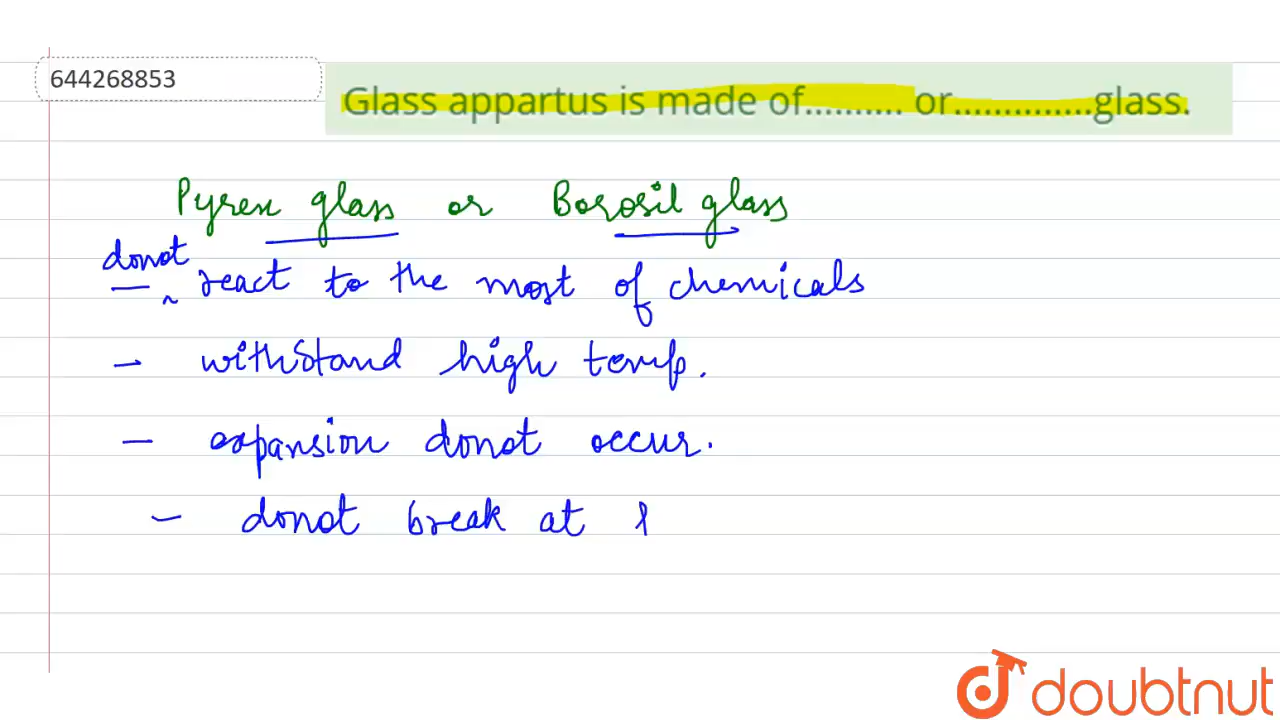 644268853
Glass appartus is made of.......... or..............glass.
Pyrex glass or Borosil glass
donot
react to the most of chemicals
- withstand high temp.
- expansion donot occur.
- donot break at
doubtnut